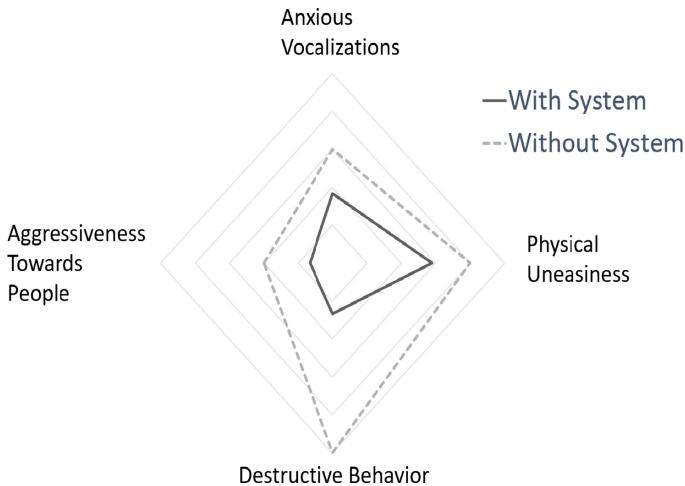 Anxious
Vocalizations
With System
Without System
Aggressiveness
Towards
People
Physical
Uneasiness
Destructive Behavior